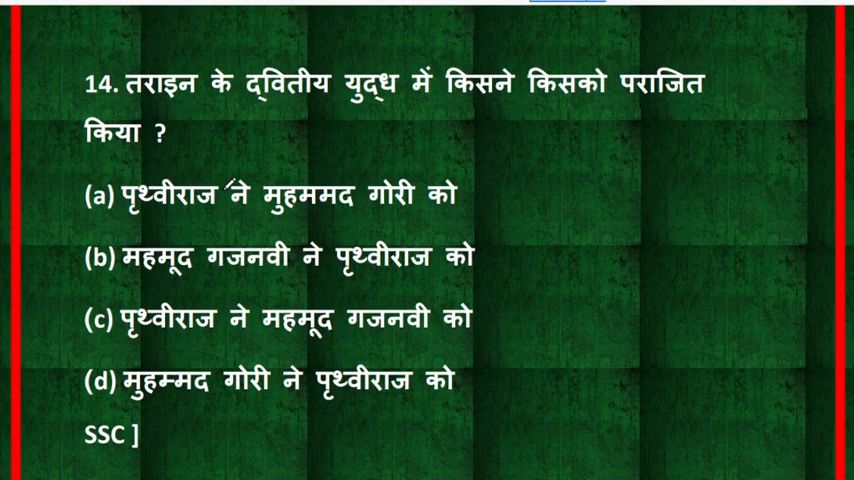 14. तराइन के द्वितीय युद्ध में किसने किसको पराजित
किया ?
(a) पृथ्वीराज ने मुहममद गोरी को
(b) महमूद गजनवी ने पृथ्वीराज को
(c) पृथ्वीराज ने महमूद गजनवी को
(d) मुहम्मद गोरी ने पृथ्वीराज को
SSC ]